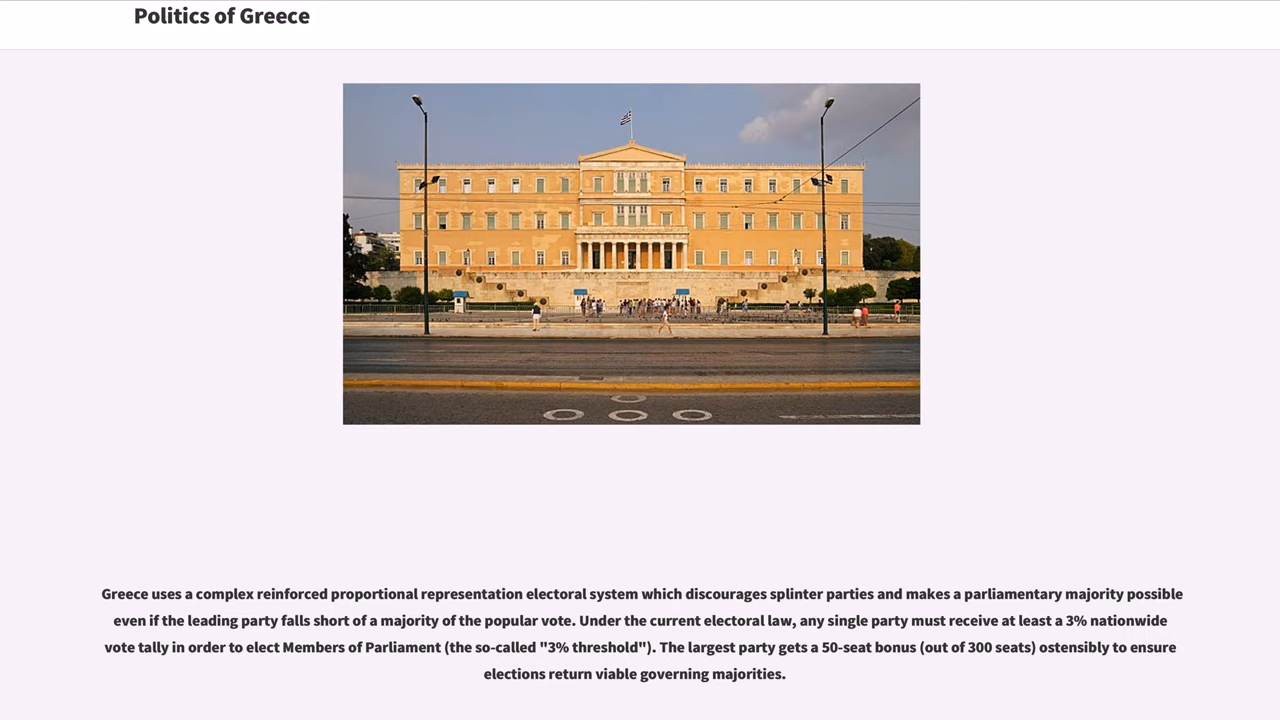 Politics of Greece
Greece uses a complex reinforced proportional representation electoral system which discourages splinter parties and makes a parliamentary majority possible
even if the leading party falls short of a majority of the popular vote. Under the current electoral law, any single party must receive at least a 3% nationwide
vote tally in order to elect Members of Parliament (the so-called "3% threshold"). The largest party gets a 50-seat bonus (out of 300 seats) ostensibly to ensure
elections return viable governing majorities.